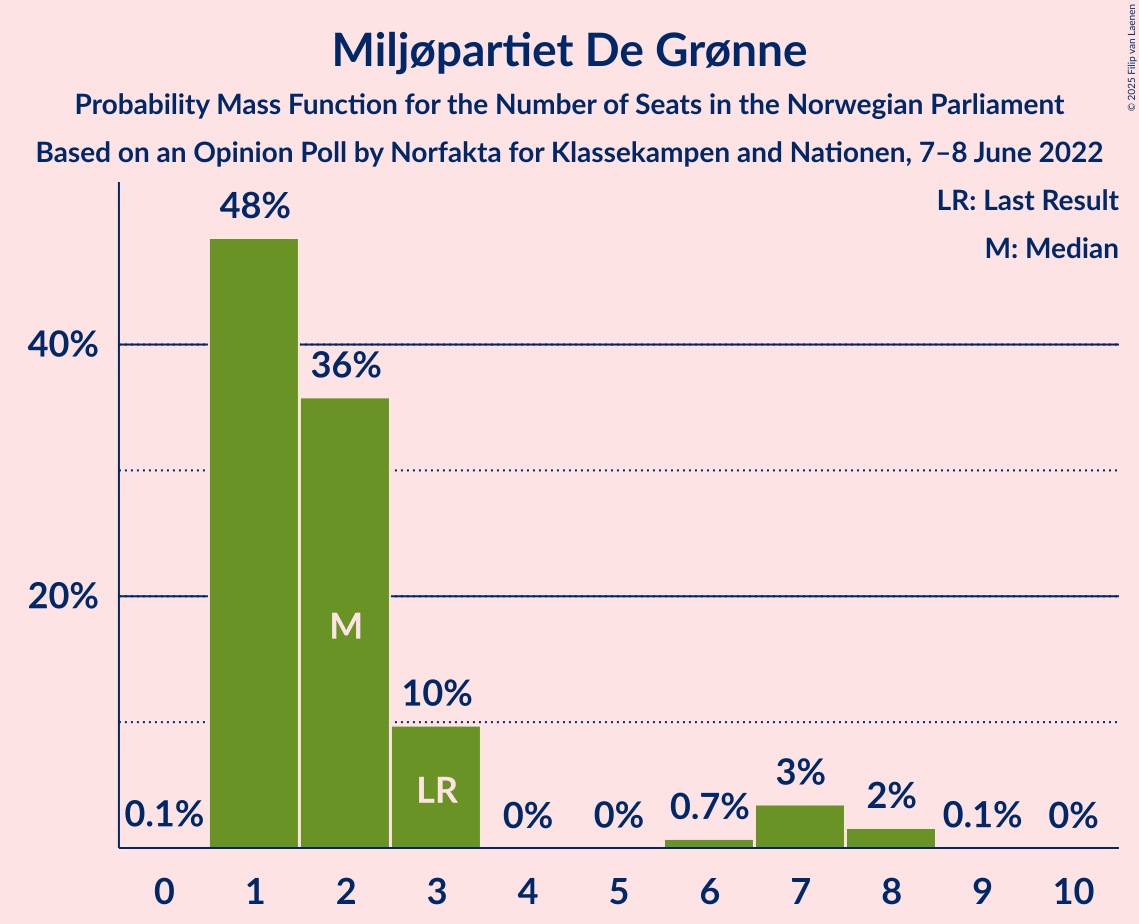 Miljøpartiet De Grønne
Probability Mass Function for the Number of Seats in the Norwegian Parliament
Based on an Opinion Poll by Norfakta for Klassekampen and Nationen, 7–8 June 2022
© 2025 Filip van Laenen
LR: Last Result
M: Median
48%
40%
36%
20%
M
10%
LR
0.1%
0%
0%
0.7%
3%
2%
0.1%
0%
0 1 2 3 4 5 6 7 8 9 10